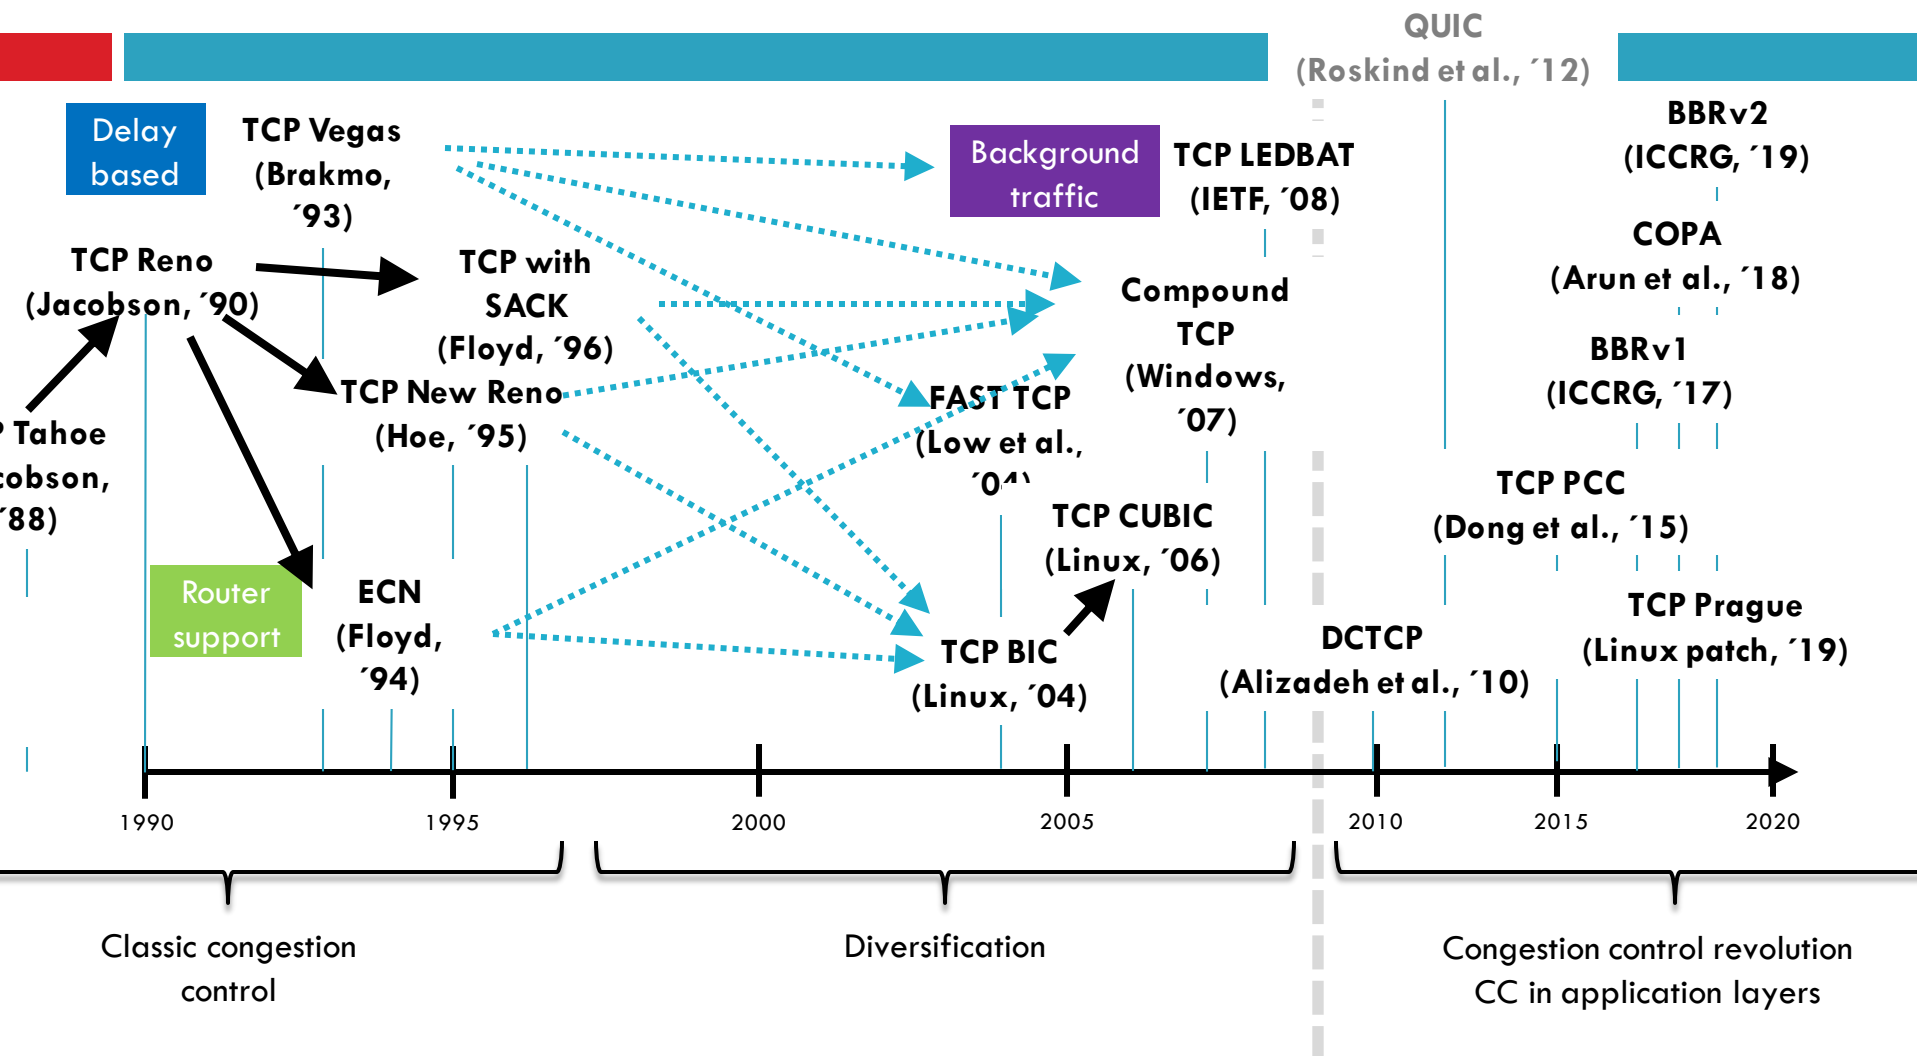 QUIC
(Roskind et al., ´12)
Delay
based
TCP Vegas
(Brakmo,
´93)
Background
traffic
TCP LEDBAT
(IETF, ´08)
BBRv2
(ICCRG, ´19)
TCP Reno
(Jacobson, ´90)
TCP with
SACK
(Floyd, ´96)
Compound
TCP
(Windows,
´07)
COPA
(Arun et al., ´18)
BBRv1
(ICCRG, ´17)
TCP New Reno
(Hoe, ´95)
FAST TCP
(Low et al.,
´04)
P Tahoe
cobson,
´88)
TCP CUBIC
(Linux, ´06)
TCP PCC
(Dong et al., ´15)
Router
support
ECN
(Floyd,
´94)
TCP BIC
(Linux, ´04)
DCTCP
(Alizadeh et al., ´10)
TCP Prague
(Linux patch, ´19)
1990
1995
2000
2005
2010
2015
2020
Classic congestion
control
Diversification
Congestion control revolution
CC in application layers